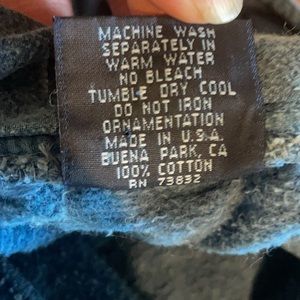 MACHINE WASH
SEPARATELY IN
WARM WATER
NO BLEACH
TUMBLE DRY COOL
DO NOT IRON
ORNAMENTATION
MADE IN U.S.A.
BUENA PARK, CA
100% COTTON
RN 73832